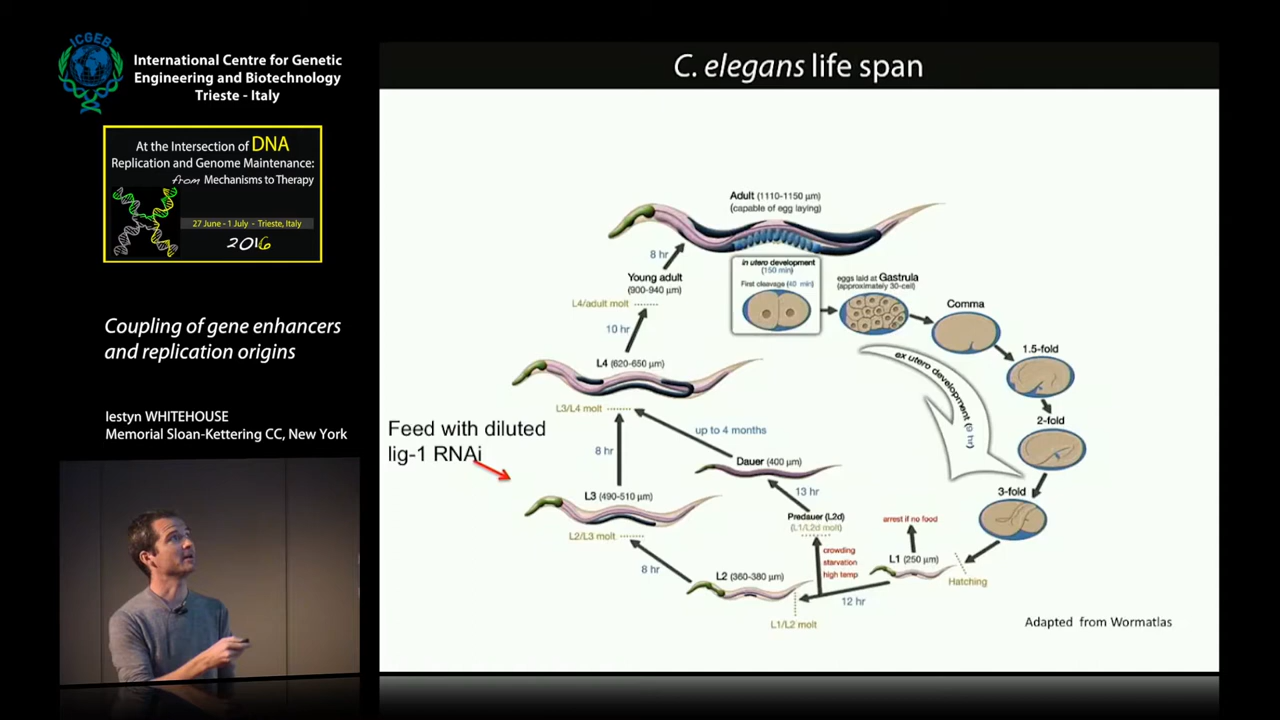 ICGEB
International Centre for Genetic
Engineering and Biotechnology
Trieste - Italy
At the Intersection of DNA
Replication and Genome Maintenance:
from Mechanisms to Therapy
27 June - 1 July - Trieste, Italy
2016
Coupling of gene enhancers
and replication origins
Iestyn WHITEHOUSE
Memorial Sloan-Kettering CC, New York
C. elegans life span
Adult (1110-1150 µm)
(capable of egg laying)
8 hr
Young adult
(900-940 µm)
L4/adult molt
10 hr
in utero development
(150 min)
First cleavage (40 min)
eggs laid at Gastrula
(approximately 30-cell)
Comma
1.5-fold
2-fold
3-fold
ex utero development (9 hr)
L4 (620-650 µm)
L3/L4 molt
Feed with diluted
lig-1 RNAi
8 hr
up to 4 months
Dauer (400 µm)
13 hr
L3 (490-510 µm)
L2/L3 molt
Predauer (L2d)
(L1/L2d molt)
arrest if no food
8 hr
crowding
starvation
high temp
L1 (250 µm)
L2 (360-380 µm)
Hatching
12 hr
L1/L2 molt
Adapted from Wormatlas